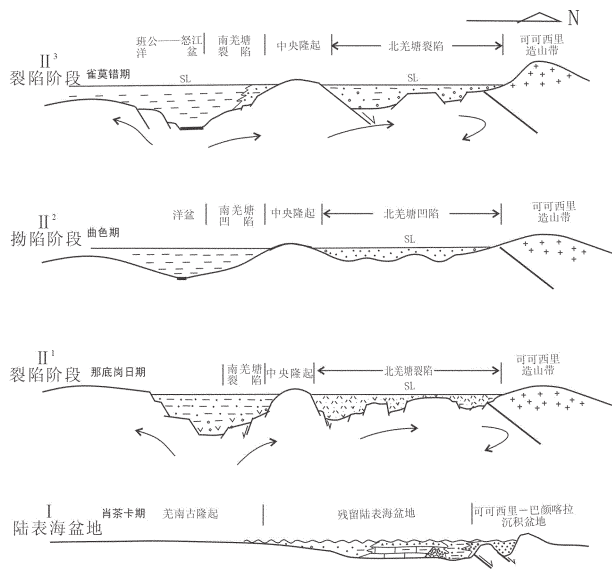 N
II³
裂陷阶段 雀莫错期
班公——怒江
洋 盆
南羌塘
裂 陷
中央隆起
北羌塘裂陷
可可西里
造山带
SL
SL
II²
拗陷阶段 曲色期
洋盆
南羌塘
凹 陷
中央隆起
北羌塘凹陷
可可西里
造山带
SL
II¹
裂陷阶段 那底岗日期
南羌塘
裂 陷
中央隆起
北羌塘裂陷
可可西里
造山带
SL
I
陆表海盆地
肖茶卡期
羌南古隆起
残留陆表海盆地
可可西里－巴颜喀拉
沉积盆地